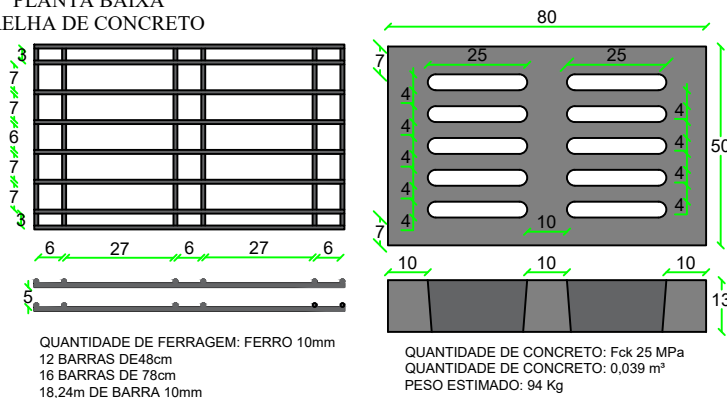 PLANTA BAIXA
RELHA DE CONCRETO
3
7
7
6
7
7
3
6 27 6 27 6
5
QUANTIDADE DE FERRAGEM: FERRO 10mm
12 BARRAS DE48cm
16 BARRAS DE 78cm
18,24m DE BARRA 10mm
80
7
25 25
4
4
4
4
4
4
4
4
4
50
10
7
10 10 10
13
QUANTIDADE DE CONCRETO: Fck 25 MPa
QUANTIDADE DE CONCRETO: 0,039 m³
PESO ESTIMADO: 94 Kg